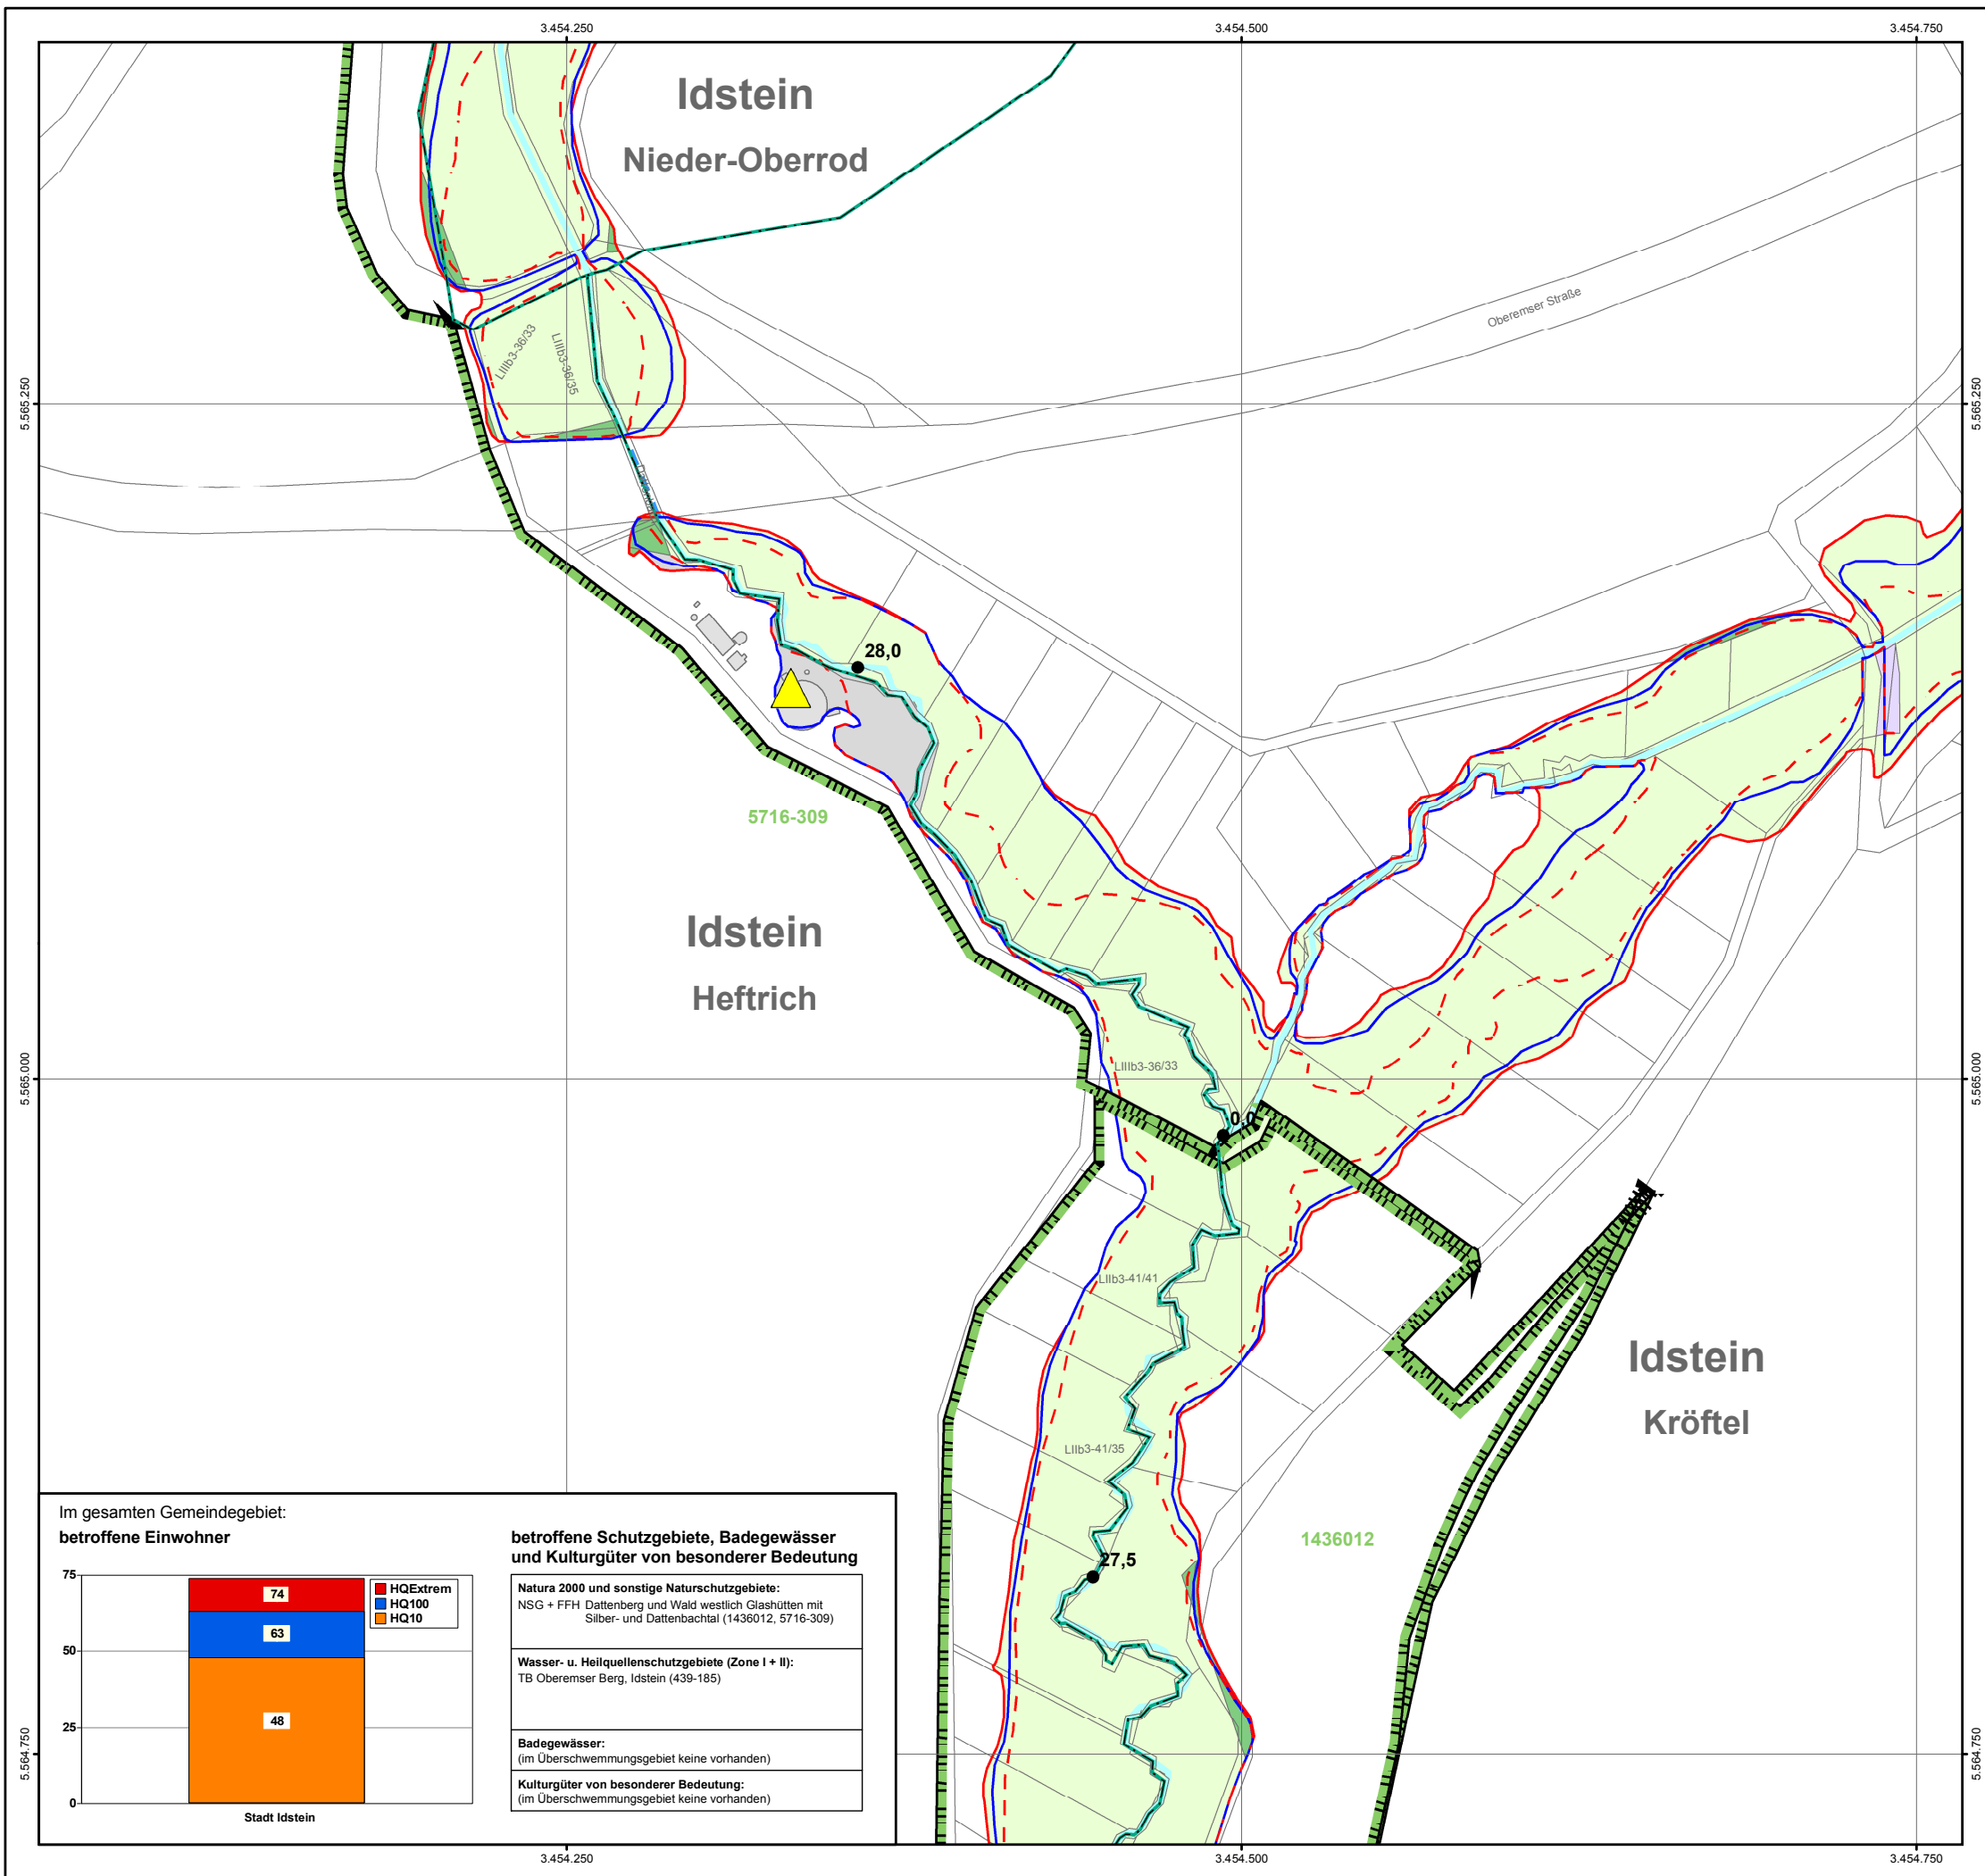 3.454.250
3.454.500
3.454.750
Idstein
Nieder-Oberrod
Oberemser Straße
LIIIb3-36/33
LIIIb3-36/35
5.565.250
5.565.250
28,0
5716-309
Idstein
Heftrich
LIIIb3-36/33
5.565.000
5.565.000
0,0
LIIb3-41/41
Idstein
Kröftel
LIIb3-41/35
1436012
27,5
Im gesamten Gemeindegebiet:
betroffene Einwohner
75
50
25
0
74
63
48
HQExtrem
HQ100
HQ10
Stadt Idstein
betroffene Schutzgebiete, Badegewässer
und Kulturgüter von besonderer Bedeutung
Natura 2000 und sonstige Naturschutzgebiete:
NSG + FFH Dattenberg und Wald westlich Glashütten mit
Silber- und Dattenbachtal (1436012, 5716-309)
Wasser- u. Heilquellenschutzgebiete (Zone I + II):
TB Oberemser Berg, Idstein (439-185)
Badegewässer:
(im Überschwemmungsgebiet keine vorhanden)
Kulturgüter von besonderer Bedeutung:
(im Überschwemmungsgebiet keine vorhanden)
5.564.750
5.564.750
3.454.250
3.454.500
3.454.750